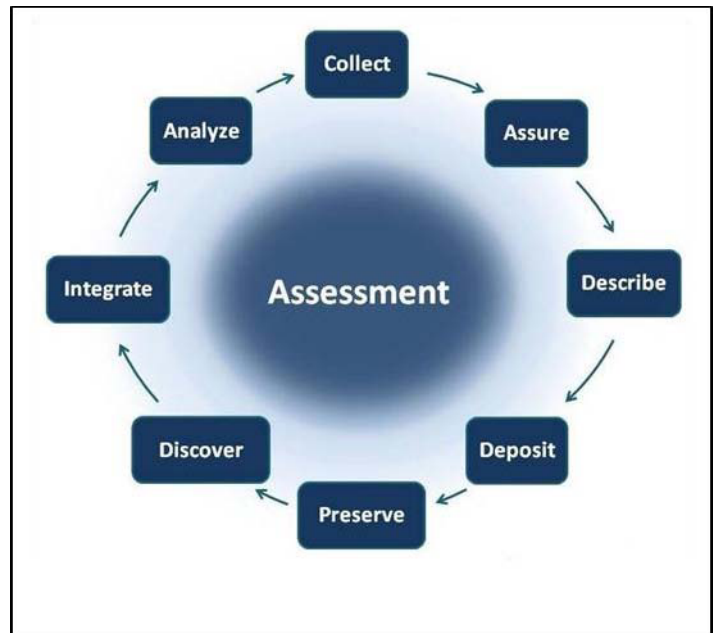 Collect
Assure
Describe
Deposit
Preserve
Discover
Integrate
Analyze
Assessment